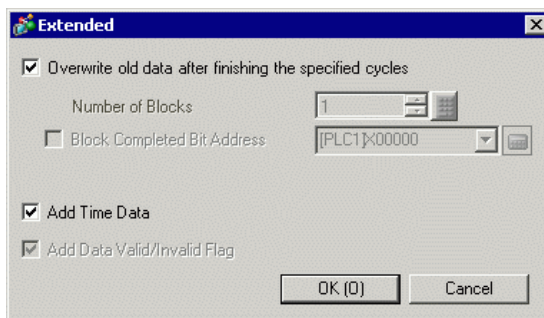 Extended
Overwrite old data after finishing the specified cycles
Number of Blocks 1
Block Completed Bit Address [PLC1]X00000
Add Time Data
Add Data Valid/Invalid Flag
OK (O) Cancel